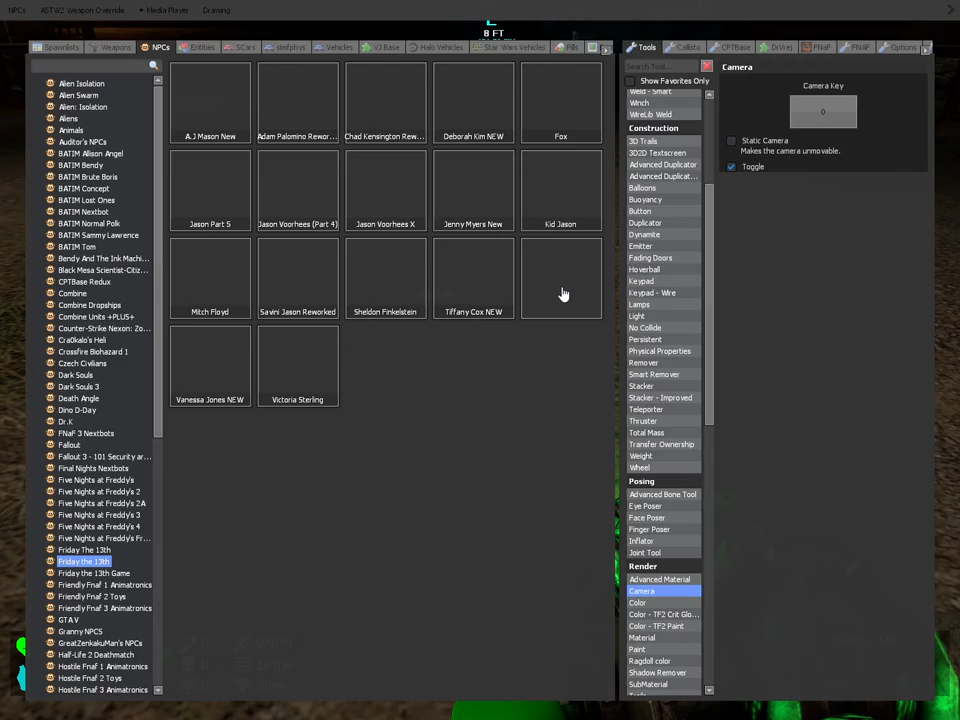 NPCs
ASTW2 Weapon Override
Media Player
Drawing
8 FT
Spawnlists
Weapons
NPCs
Entities
SCars
simfphys
Vehicles
VJ Base
Halo Vehicles
Star Wars Vehicles
Pills
Tools
Callisto
CPTBase
DrVrej
FNaF
FNAF
Options
Alien Isolation
Alien Swarm
Alien: Isolation
Aliens
Animals
Auditor's NPCs
BATIM Allison Angel
BATIM Bendy
BATIM Brute Boris
BATIM Concept
BATIM Lost Ones
BATIM Nextbot
BATIM Normal Polk
BATIM Sammy Lawrence
BATIM Tom
Bendy And The Ink Machi...
Black Mesa Scientist-Citiz...
CPTBase Redux
Combine
Combine Dropships
Combine Units +PLUS+
Counter-Strike Nexon: Zo...
Cra0kalo's Heli
Crossfire Biohazard 1
Czech Civilians
Dark Souls
Dark Souls 3
Death Angle
Dino D-Day
Dr.K
FNaF 3 Nextbots
Fallout
Fallout 3 - 101 Security ar...
Final Nights Nextbots
Five Nights at Freddy's
Five Nights at Freddy's 2
Five Nights at Freddy's 2A
Five Nights at Freddy's 3
Five Nights at Freddy's 4
Five Nights at Freddy's Fr...
Friday The 13th
Friday the 13th
Friday the 13th Game
Friendly Fnaf 1 Animatronics
Friendly Fnaf 2 Toys
Friendly Fnaf 3 Animatronics
GTA V
Granny NPCS
GreatZenkakuMan's NPCs
Half-Life 2 Deathmatch
Hostile Fnaf 1 Animatronics
Hostile Fnaf 2 Toys
Hostile Fnaf 3 Animatronics
A.J Mason New
Adam Palomino Rewor...
Chad Kensington Rew...
Deborah Kim NEW
Fox
Jason Part 5
Jason Voorhees (Part 4)
Jason Voorhees X
Jenny Myers New
Kid Jason
Mitch Floyd
Savini Jason Reworked
Sheldon Finkelstein
Tiffany Cox NEW
Vanessa Jones NEW
Victoria Sterling
Search Tool...
Show Favorites Only
Weld - Smart
Winch
WireLib Weld
Construction
3D Trails
3D2D Textscreen
Advanced Duplicator
Advanced Duplicat...
Balloons
Buoyancy
Button
Duplicator
Dynamite
Emitter
Fading Doors
Hoverball
Keypad
Keypad - Wire
Lamps
Light
No Collide
Persistent
Physical Properties
Remover
Smart Remover
Stacker
Stacker - Improved
Teleporter
Thruster
Total Mass
Transfer Ownership
Weight
Wheel
Posing
Advanced Bone Tool
Eye Poser
Face Poser
Finger Poser
Inflator
Joint Tool
Render
Advanced Material
Camera
Color
Color - TF2 Crit Glo...
Color - TF2 Paint
Material
Paint
Ragdoll color
Shadow Remover
SubMaterial
Trails
Camera
Camera Key
0
Static Camera
Makes the camera unmovable.
Toggle